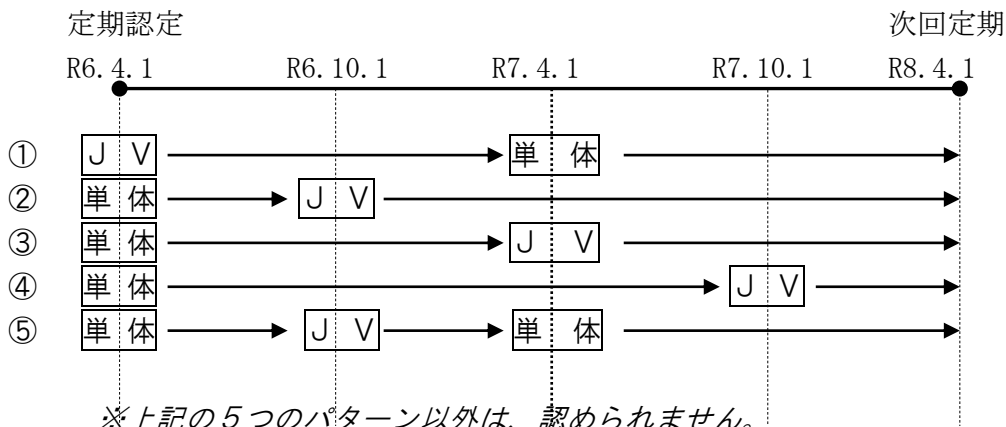 定期認定 次回定期
R6.4.1 R6.10.1 R7.4.1 R7.10.1 R8.4.1
① ＪＶ 単 体
② 単 体 ＪＶ
③ 単 体 Ｊ Ｖ
④ 単 体 ＪＶ
⑤ 単 体 ＪＶ 単 体
※上記の５つのパターン以外は，認められません。